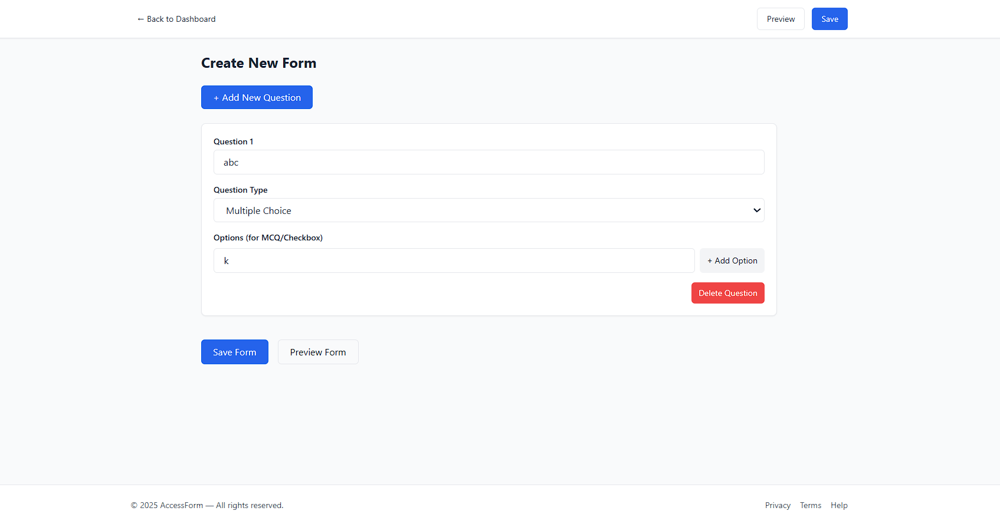 ← Back to Dashboard
Preview
Save
Create New Form
+ Add New Question
Question 1
abc
Question Type
Multiple Choice
Options (for MCQ/Checkbox)
k
+ Add Option
Delete Question
Save Form
Preview Form
© 2025 AccessForm — All rights reserved.
Privacy
Terms
Help